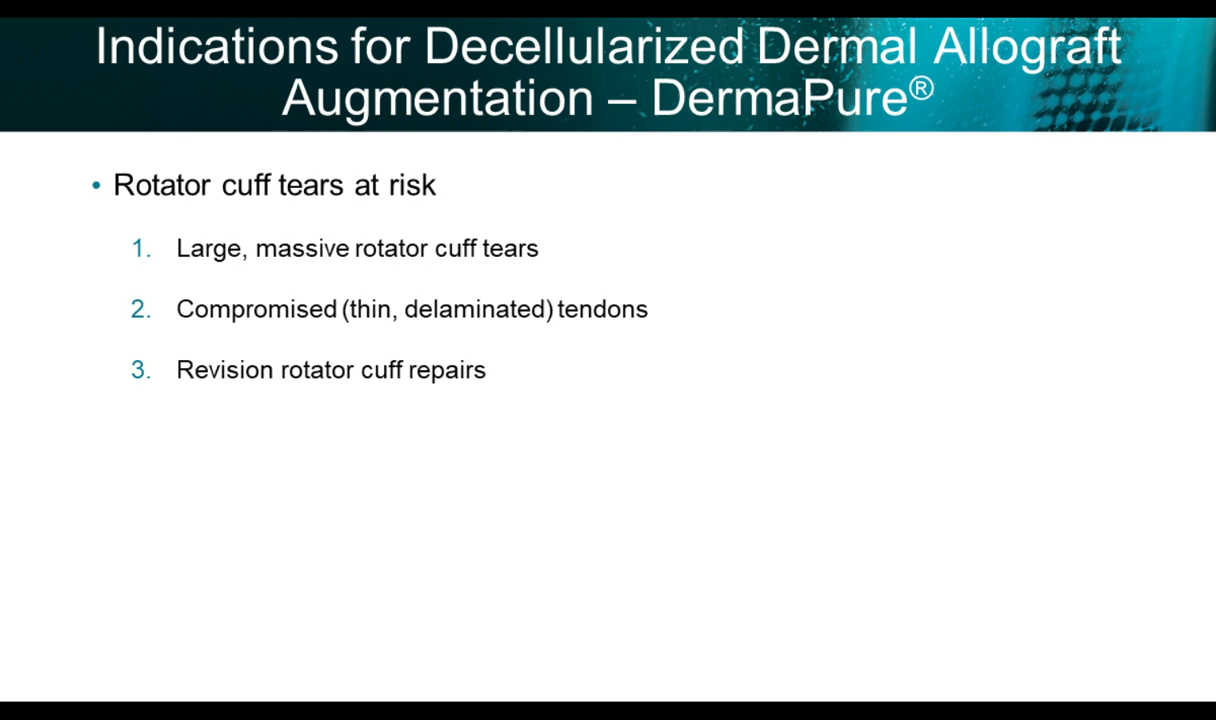 Indications for Decellularized Dermal Allograft
Augmentation – DermaPure®
• Rotator cuff tears at risk
1. Large, massive rotator cuff tears
2. Compromised (thin, delaminated) tendons
3. Revision rotator cuff repairs